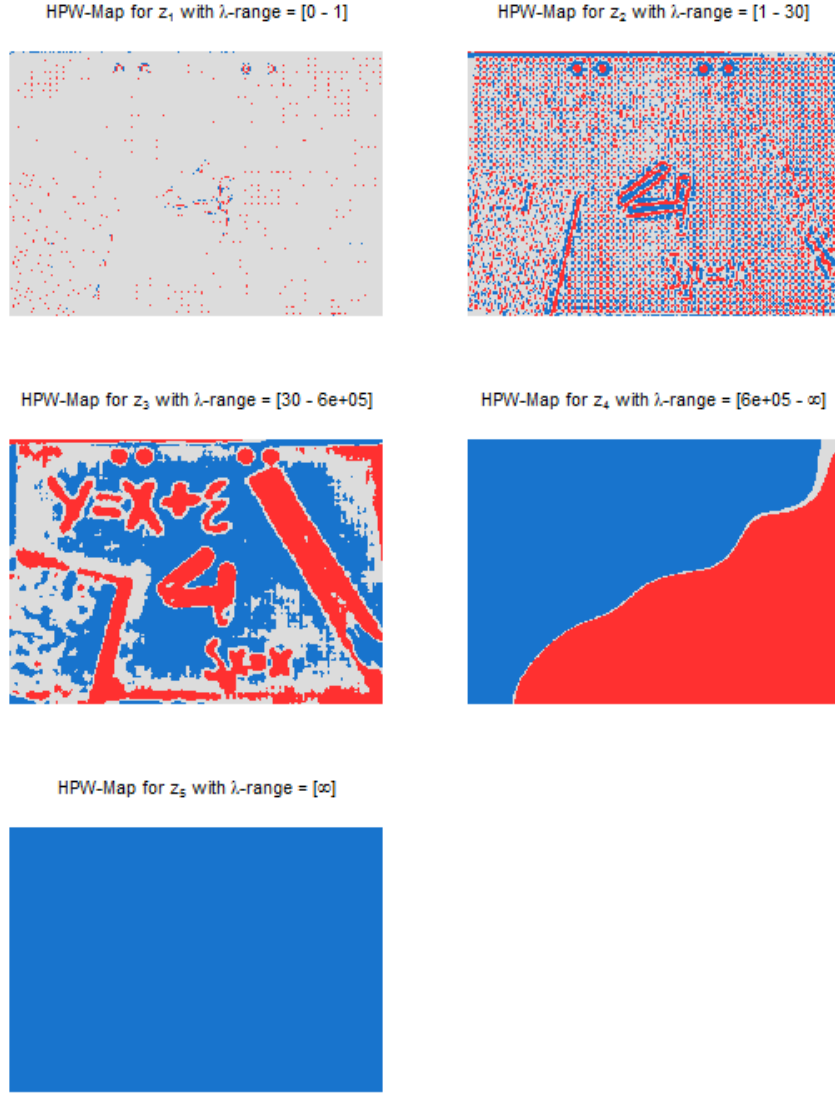 HPW-Map for z₁ with λ-range = [0 - 1]
HPW-Map for z₂ with λ-range = [1 - 30]
HPW-Map for z₃ with λ-range = [30 - 6e+05]
HPW-Map for z₄ with λ-range = [6e+05 - ∞]
y=x+ξ
4
HPW-Map for z₅ with λ-range = [∞]